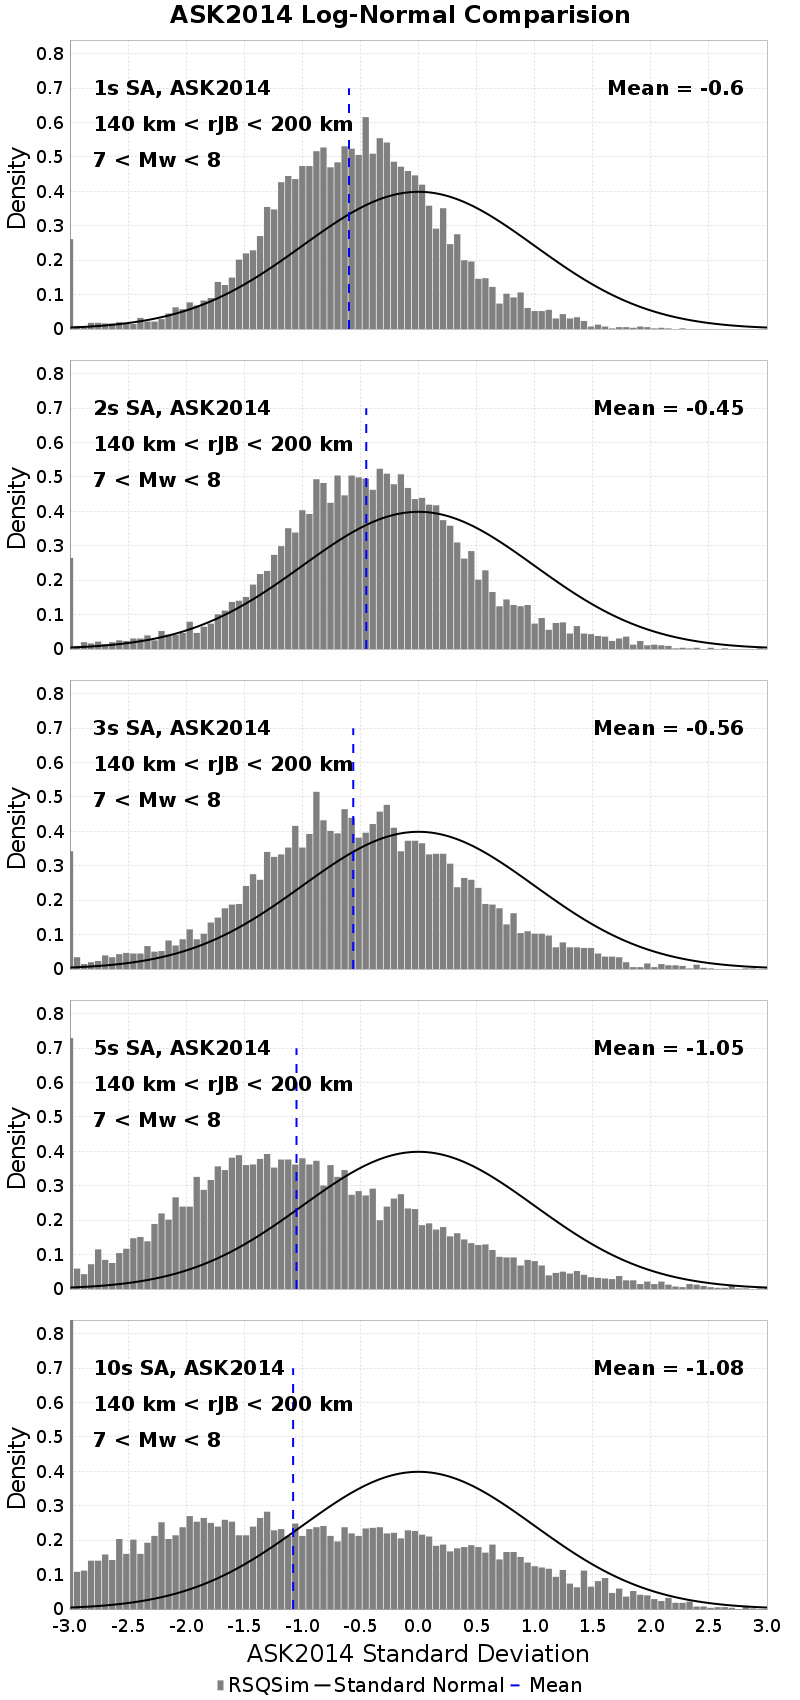 ASK2014 Log-Normal Comparision
0.8
0.7
0.6
0.5
0.4
0.3
0.2
0.1
0
Density
1s SA, ASK2014
Mean = -0.6
140 km < rJB < 200 km
7 < Mw < 8
0.8
0.7
0.6
0.5
0.4
0.3
0.2
0.1
0
Density
2s SA, ASK2014
Mean = -0.45
140 km < rJB < 200 km
7 < Mw < 8
0.8
0.7
0.6
0.5
0.4
0.3
0.2
0.1
0
Density
3s SA, ASK2014
Mean = -0.56
140 km < rJB < 200 km
7 < Mw < 8
0.8
0.7
0.6
0.5
0.4
0.3
0.2
0.1
0
Density
5s SA, ASK2014
Mean = -1.05
140 km < rJB < 200 km
7 < Mw < 8
0.8
0.7
0.6
0.5
0.4
0.3
0.2
0.1
0
Density
10s SA, ASK2014
Mean = -1.08
140 km < rJB < 200 km
7 < Mw < 8
-3.0 -2.5 -2.0 -1.5 -1.0 -0.5 0.0 0.5 1.0 1.5 2.0 2.5 3.0
ASK2014 Standard Deviation
RSQSim Standard Normal Mean